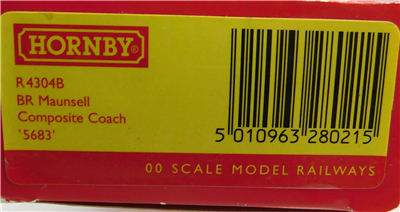 HORNBY®
R4304B
BR Maunsell
Composite Coach
'5683'
5 010963 280215
00 SCALE MODEL RAILWAYS